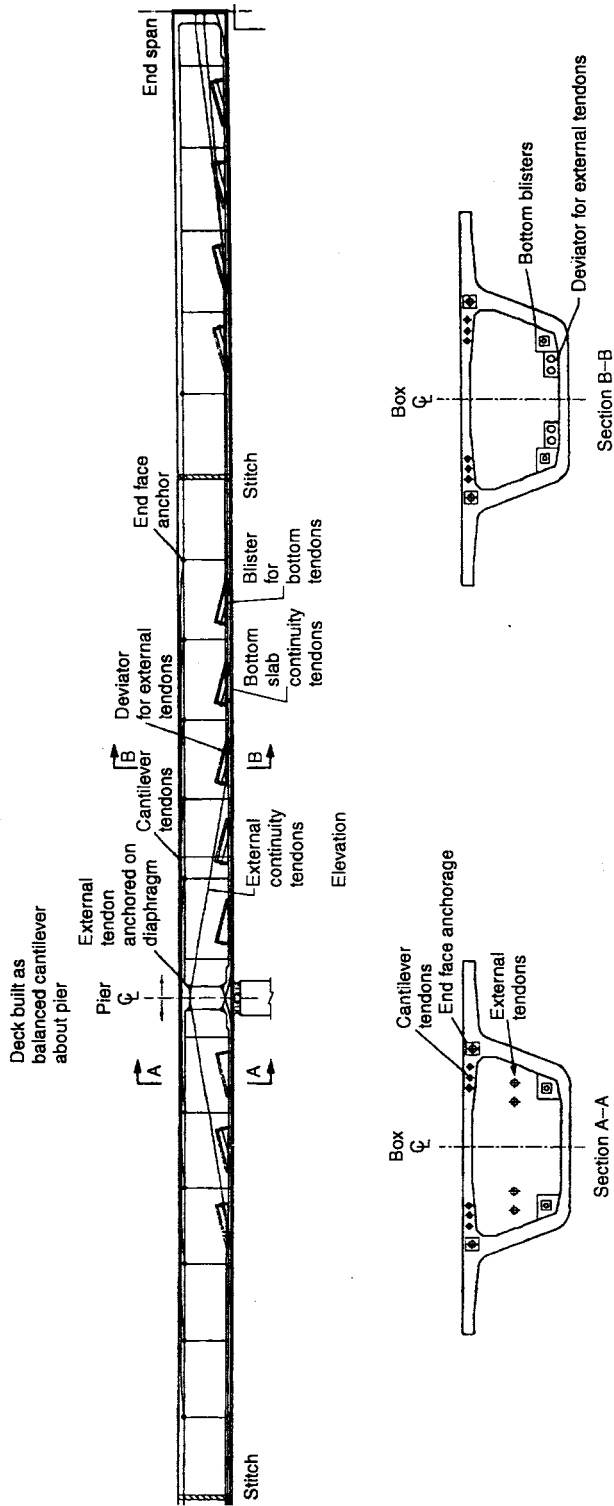 Deck built as
balanced cantilever
about pier
Pier
℄
External
tendon
anchored on
diaphragm
Cantilever
tendons
Deviator
for external
tendons
End face
anchor
End span
A
B
A
B
Stitch
External
continuity
tendons
Bottom
slab
continuity
tendons
Blister
for
bottom tendons
Stitch
Elevation
Box
℄
Cantilever
tendons
End face anchorage
External
tendons
Section A–A
Box
℄
Bottom blisters
Deviator for external tendons
Section B–B